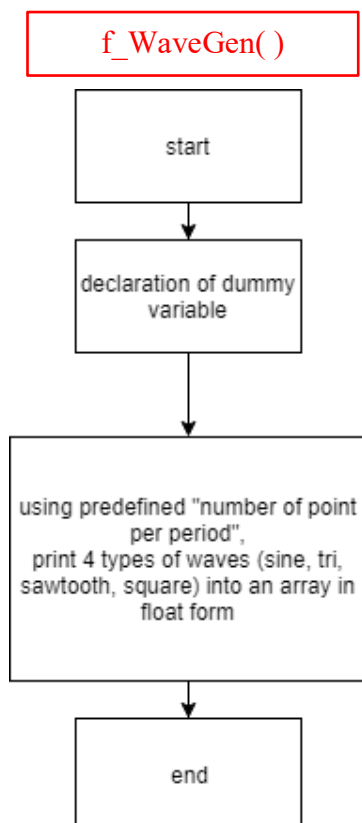 f_WaveGen( )
start
declaration of dummy
variable
using predefined "number of point
per period",
print 4 types of waves (sine, tri,
sawtooth, square) into an array in
float form
end